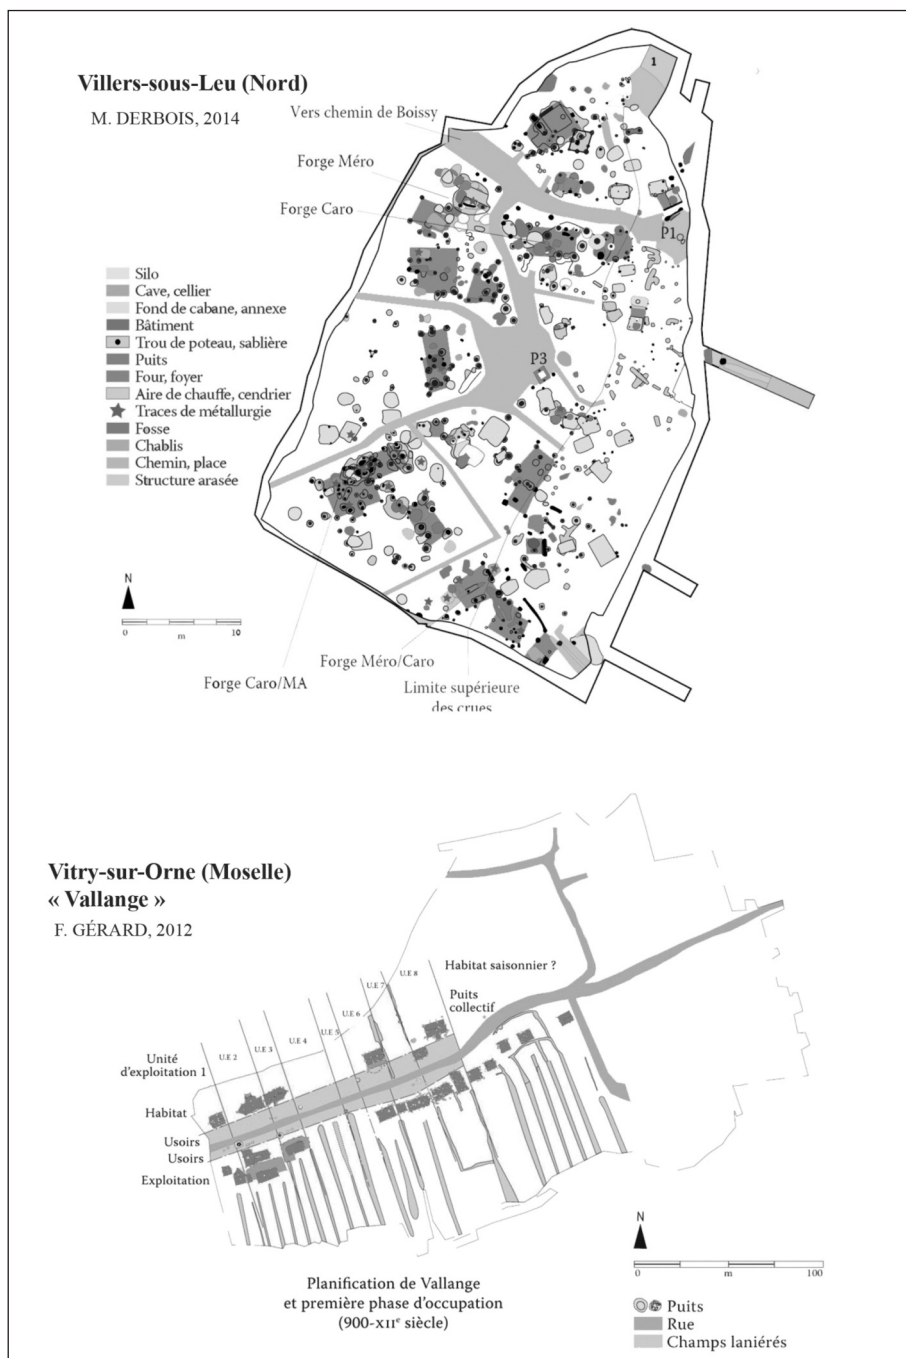 Villers-sous-Leu (Nord)
M. DERBOIS, 2014
1
Vers chemin de Boissy
Forge Méro
Forge Caro
P1
P3
Silo
Cave, cellier
Fond de cabane, annexe
Bâtiment
Trou de poteau, sablière
Puits
Four, foyer
Aire de chauffe, cendrier
Traces de métallurgie
Fosse
Chablis
Chemin, place
Structure arasée
N
0 10
m
Forge Caro/MA
Forge Méro/Caro
Limite supérieure
des crues
Vitry-sur-Orne (Moselle)
« Vallange »
F. GÉRARD, 2012
Habitat saisonnier ?
Puits
collectif
U.E 8
U.E 7
U.E 6
U.E 5
U.E 4
U.E 3
U.E 2
Unité
d'exploitation 1
Habitat
Usoirs
Usoirs
Exploitation
Planification de Vallange
et première phase d'occupation
(900-XIIe siècle)
N
0 m 100
Puits
Rue
Champs laniérés